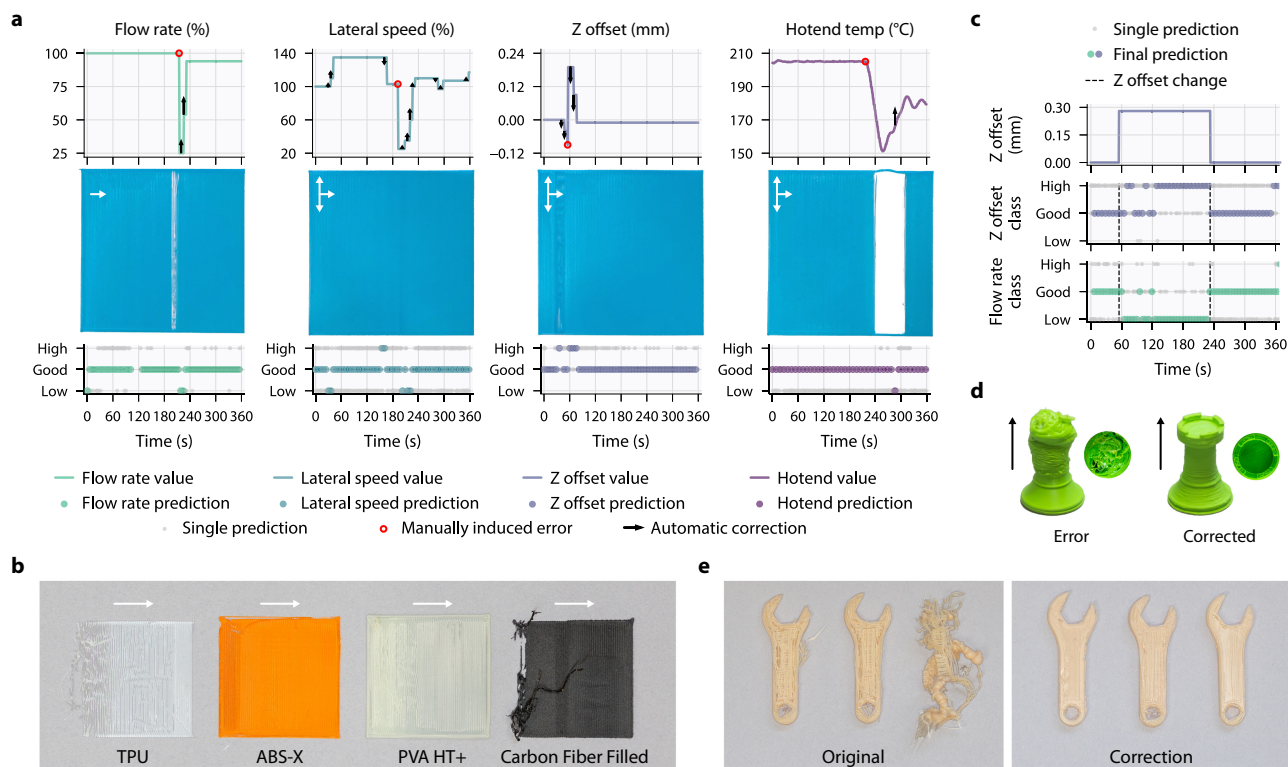 a
Flow rate (%)
Lateral speed (%)
Z offset (mm)
Hotend temp (°C)
100
75
50
25
140
100
60
20
0.24
0.12
0.00
−0.12
210
190
170
150
High
Good
Low
0 60 120 180 240 300 360
0 60 120 180 240 300 360
0 60 120 180 240 300 360
0 60 120 180 240 300 360
Time (s)
Time (s)
Time (s)
Time (s)
Flow rate value
Lateral speed value
Z offset value
Hotend value
Flow rate prediction
Lateral speed prediction
Z offset prediction
Hotend prediction
Single prediction
Manually induced error
Automatic correction
b
TPU
ABS-X
PVA HT+
Carbon Fiber Filled
c
Single prediction
Final prediction
Z offset change
Z offset
(mm)
0.30
0.15
0.00
Z offset
class
High
Good
Low
Flow rate
class
High
Good
Low
0 60 120 180 240 300 360
Time (s)
d
Error
Corrected
e
Original
Correction